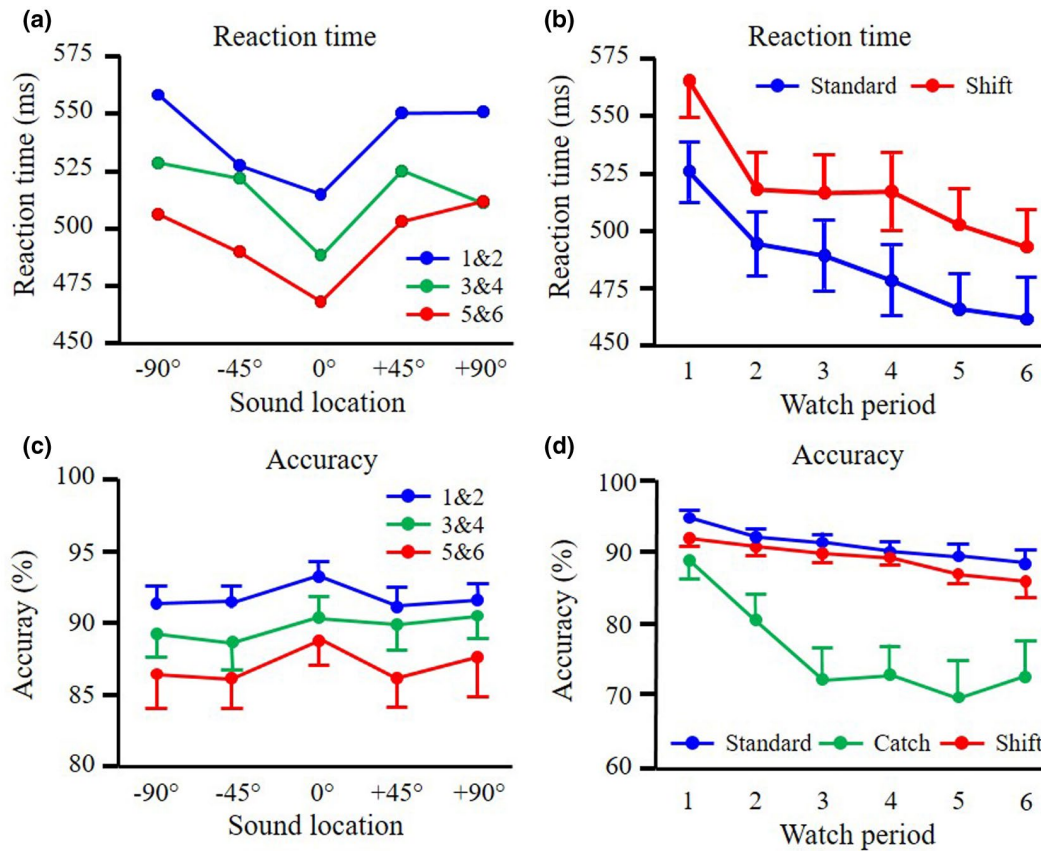 (a)
Reaction time
Reaction time (ms)
575
550
525
500
475
450
1&2
3&4
5&6
-90° -45° 0° +45° +90°
Sound location
(b)
Reaction time
Reaction time (ms)
575
550
525
500
475
450
Standard Shift
1 2 3 4 5 6
Watch period
(c)
Accuracy
Accuray (%)
100
95
90
85
80
1&2
3&4
5&6
-90° -45° 0° +45° +90°
Sound location
(d)
Accuracy
Accuracy (%)
100
90
80
70
60
Standard Catch Shift
1 2 3 4 5 6
Watch period